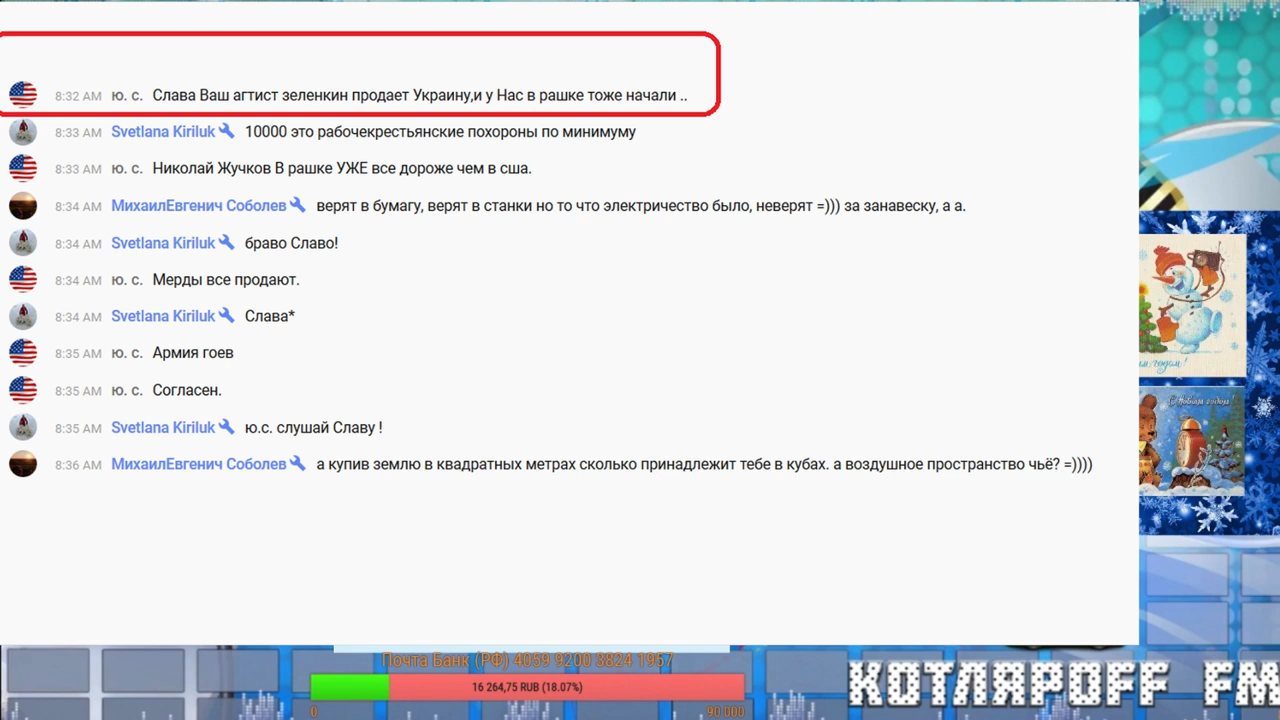 8:32 AM ю. с. Слава Ваш агтист зеленкин продает Украину,и у Нас в рашке тоже начали ..
8:33 AM Svetlana Kiriluk 10000 это рабочекрестьянские похороны по минимуму
8:33 AM ю. с. Николай Жучков В рашке УЖЕ все дороже чем в сша.
8:34 AM МихаилЕвгенич Соболев верят в бумагу, верят в станки но то что электричество было, неверят =))) за занавеску, а а.
8:34 AM Svetlana Kiriluk браво Славо!
8:34 AM ю. с. Мерды все продают.
8:34 AM Svetlana Kiriluk Слава*
8:35 AM ю. с. Армия гоев
8:35 AM ю. с. Согласен.
8:35 AM Svetlana Kiriluk ю.с. слушай Славу !
8:36 AM МихаилЕвгенич Соболев а купив землю в квадратных метрах сколько принадлежит тебе в кубах. а воздушное пространство чьё? =))))
С Новым годом!
Почта Банк (РФ) 4059 9200 3824 1957
16 264,75 RUB (18.07%)
0 90 000
КОТЛЯРОFF FM